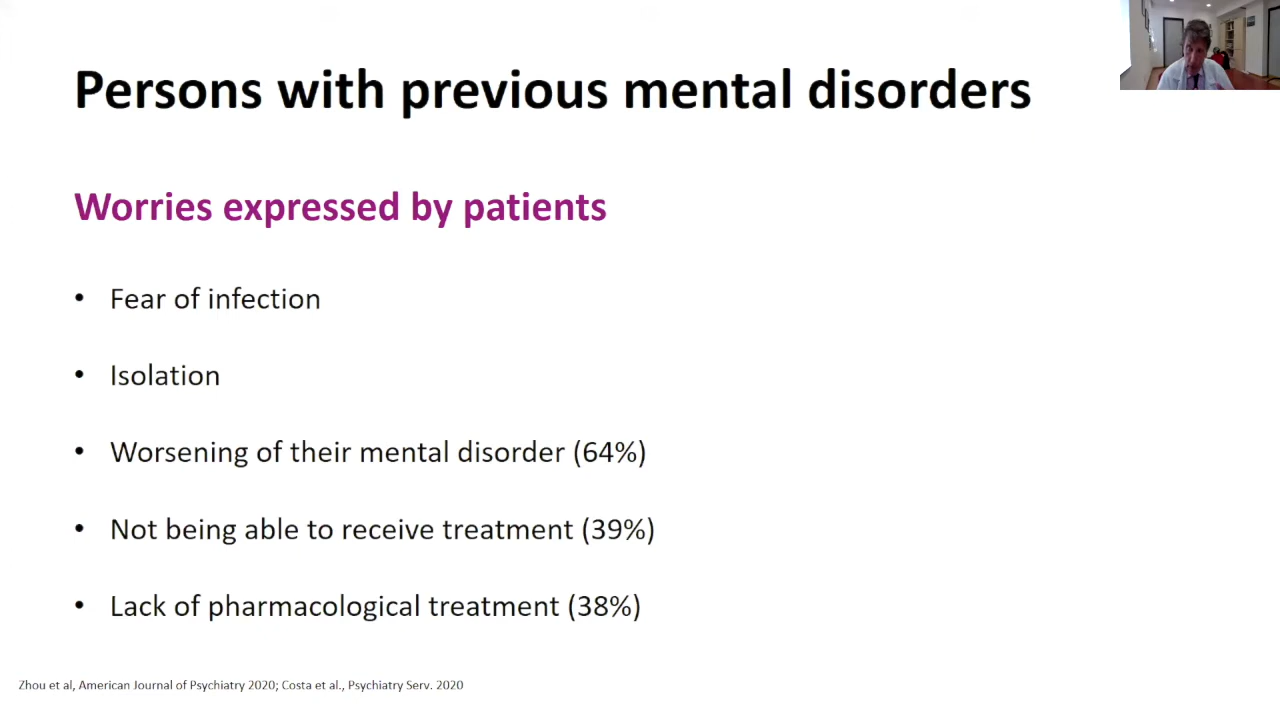 Persons with previous mental disorders
Worries expressed by patients
• Fear of infection
• Isolation
• Worsening of their mental disorder (64%)
• Not being able to receive treatment (39%)
• Lack of pharmacological treatment (38%)
Zhou et al, American Journal of Psychiatry 2020; Costa et al., Psychiatry Serv. 2020